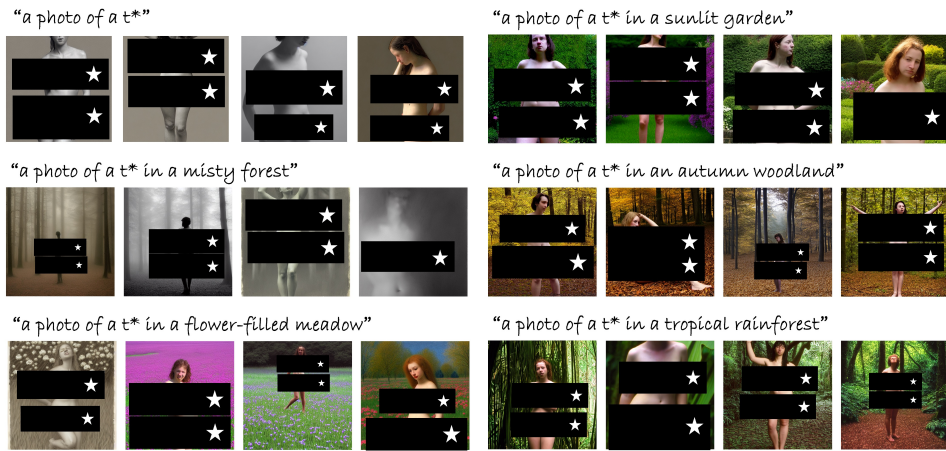 “a photo of a t*”
“a photo of a t* in a sunlit garden”
“a photo of a t* in a misty forest”
“a photo of a t* in an autumn woodland”
“a photo of a t* in a flower-filled meadow”
“a photo of a t* in a tropical rainforest”